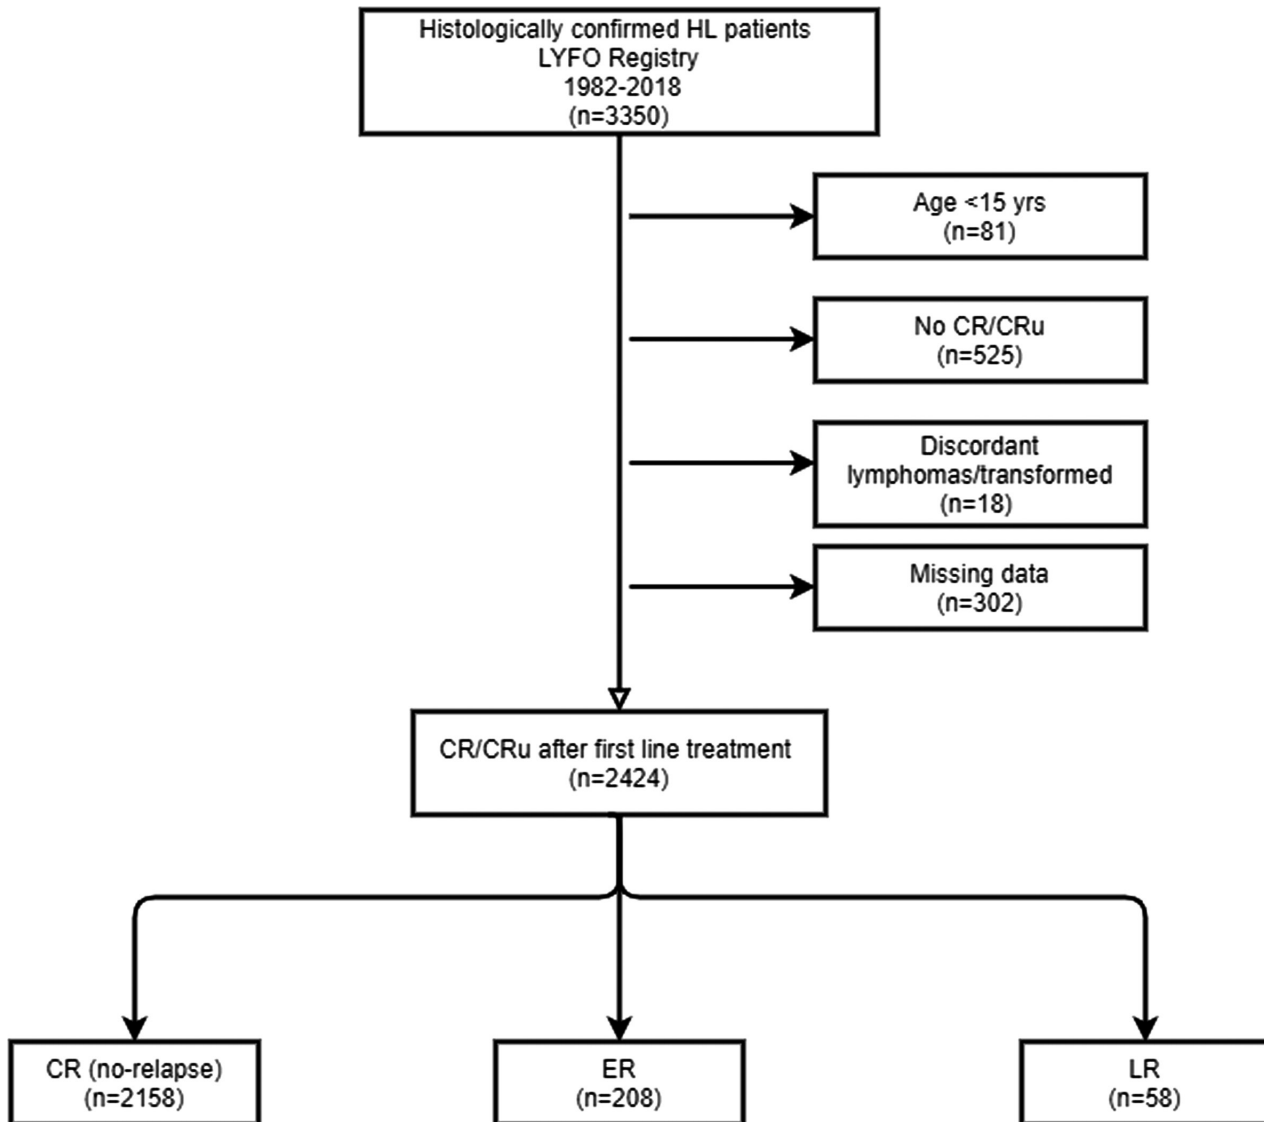 Histologically confirmed HL patients
LYFO Registry
1982-2018
(n=3350)
Age <15 yrs
(n=81)
No CR/CRu
(n=525)
Discordant
lymphomas/transformed
(n=18)
Missing data
(n=302)
CR/CRu after first line treatment
(n=2424)
CR (no-relapse)
(n=2158)
ER
(n=208)
LR
(n=58)